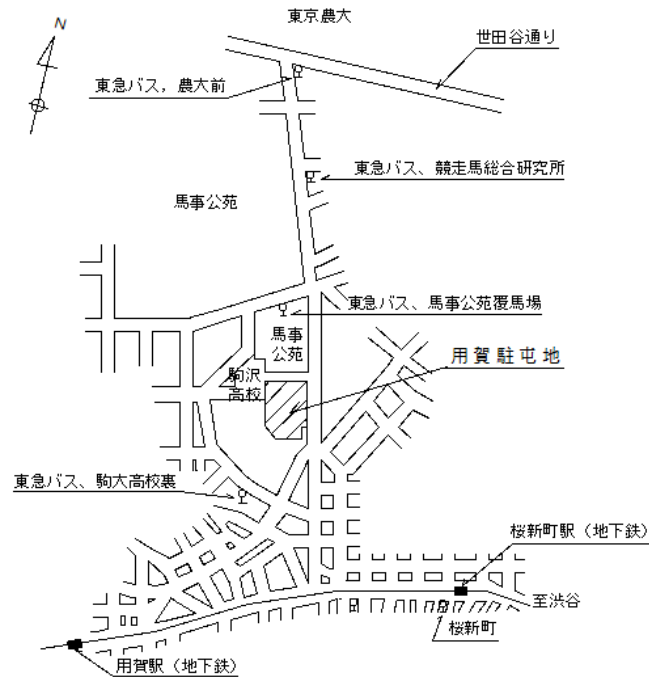 東京農大
N
世田谷通り
東急バス，農大前
東急バス、競走馬総合研究所
馬事公苑
東急バス、馬事公苑覆馬場
馬事
公苑
用賀駐屯地
駒沢
高校
東急バス、駒大高校裏
桜新町駅（地下鉄）
至渋谷
桜新町
用賀駅（地下鉄）